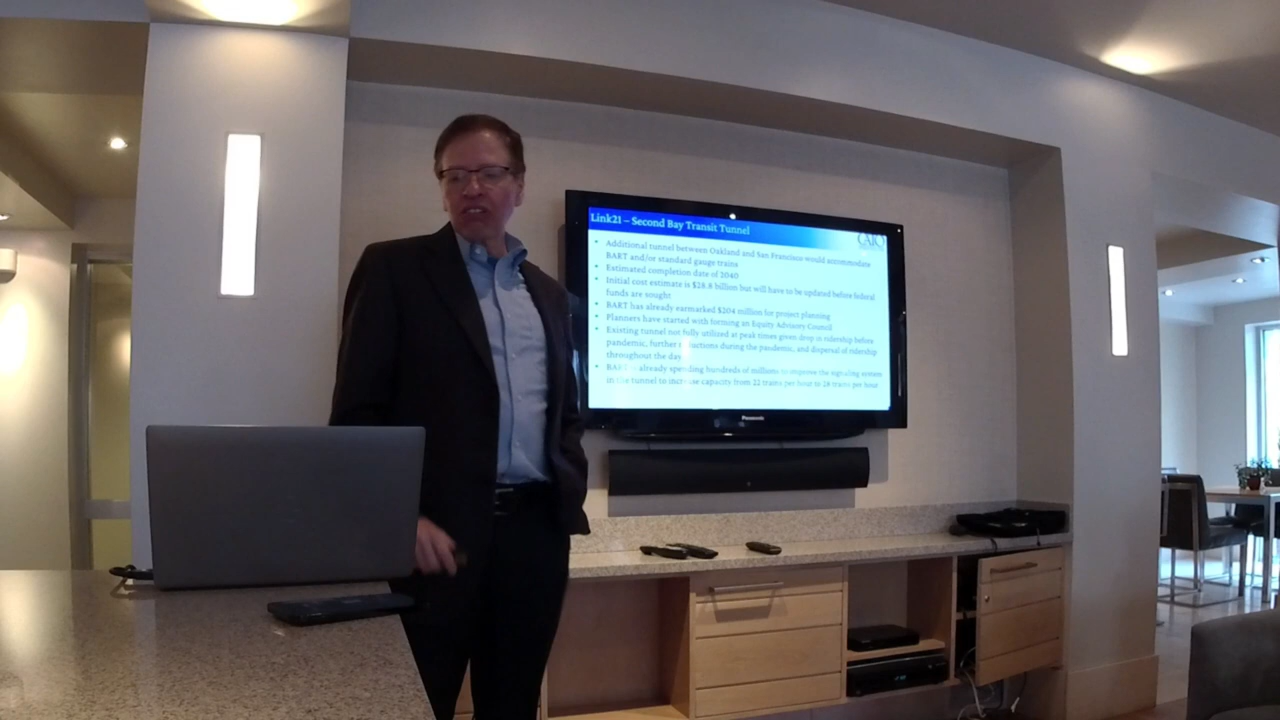 Link21 – Second Bay Transit Tunnel
CATO
• Additional tunnel between Oakland and San Francisco would accommodate
BART and/or standard gauge trains
• Estimated completion date of 2040
• Initial cost estimate is $28.8 billion but will have to be updated before federal
funds are sought
• BART has already earmarked $204 million for project planning
• Planners have started with forming an Equity Advisory Council
• Existing tunnel not fully utilized at peak times given drop in ridership before
pandemic, further reductions during the pandemic, and dispersal of ridership
throughout the day
• BART is already spending hundreds of millions to improve the signaling system
in the tunnel to increase capacity from 22 trains per hour to 28 trains per hour
Panasonic